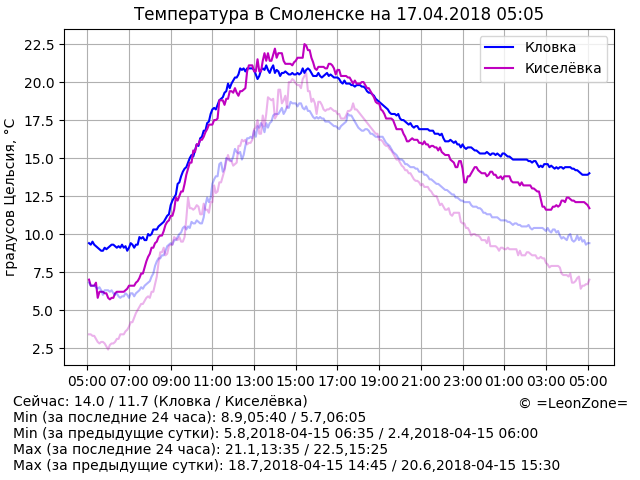 Температура в Смоленске на 17.04.2018 05:05
Кловка
Киселёвка
градусов Цельсия, °C
22.5
20.0
17.5
15.0
12.5
10.0
7.5
5.0
2.5
05:00 07:00 09:00 11:00 13:00 15:00 17:00 19:00 21:00 23:00 01:00 03:00 05:00
Сейчас: 14.0 / 11.7 (Кловка / Киселёвка)
© =LeonZone=
Min (за последние 24 часа): 8.9,05:40 / 5.7,06:05
Min (за предыдущие сутки): 5.8,2018-04-15 06:35 / 2.4,2018-04-15 06:00
Max (за последние 24 часа): 21.1,13:35 / 22.5,15:25
Max (за предыдущие сутки): 18.7,2018-04-15 14:45 / 20.6,2018-04-15 15:30